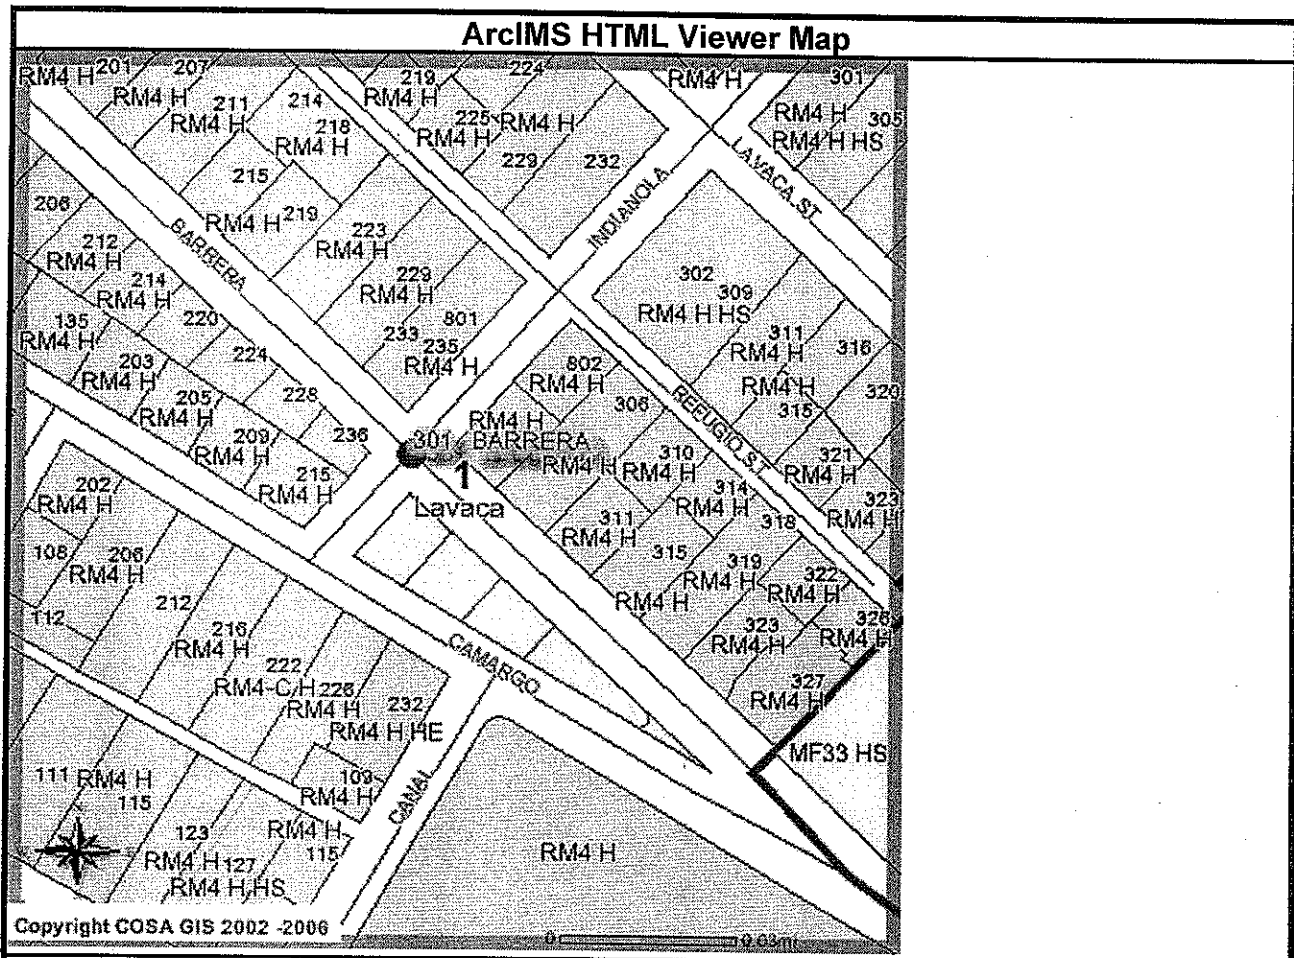 ArcIMS HTML Viewer Map
RM4 H 201 207 219 224 RM4 H 301
RM4 H 211 214 RM4 H RM4 H
RM4 H 218 225 RM4 H 305
RM4 H RM4 H RM4 H HS
215 229 232 LAVACA ST
206 RM4 H 219 223 INDIANOLA
212 BARRERA RM4 H
RM4 H 214 229 302
RM4 H RM4 H 309
135 220 801 RM4 H HS
RM4 H 224 233 235 311 316
203 RM4 H 802 RM4 H
RM4 H 228 RM4 H RM4 H 320
205 RM4 H 306 REFUGIO ST 315
RM4 H 209 236 301 BARRERA
RM4 H RM4 H 310 321
215 1 RM4 H RM4 H
202 RM4 H Lavaca 314 323
RM4 H 311 RM4 H 318 RM4 H
108 206 RM4 H 315 319
RM4 H RM4 H 322
112 212 RM4 H RM4 H
216 323 326
RM4 H CAMARGO RM4 H RM4 H
222
RM4-C H 226 327
RM4 H 232 RM4 H
RM4 H HE MF33 HS
111 RM4 H 109 CANAL
115 RM4 H
123 RM4 H
RM4 H 127 115 RM4 H
RM4 H HS
Copyright COSA GIS 2002 -2006
0 0.03mi